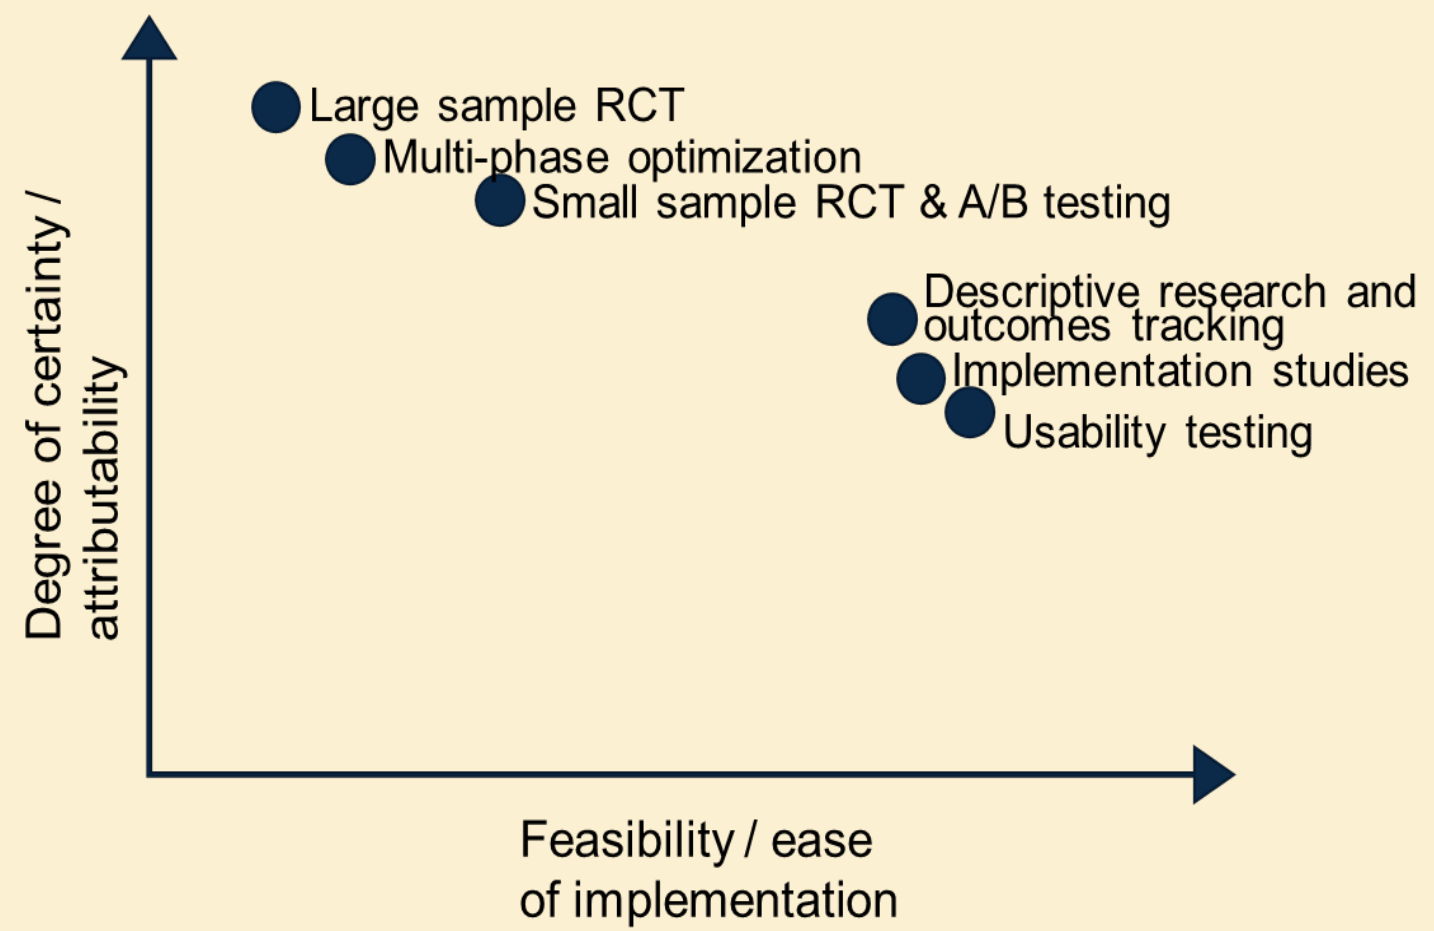 Large sample RCT
Multi-phase optimization
Small sample RCT & A/B testing
Descriptive research and
outcomes tracking
Implementation studies
Usability testing
Degree of certainty /
attributability
Feasibility / ease
of implementation